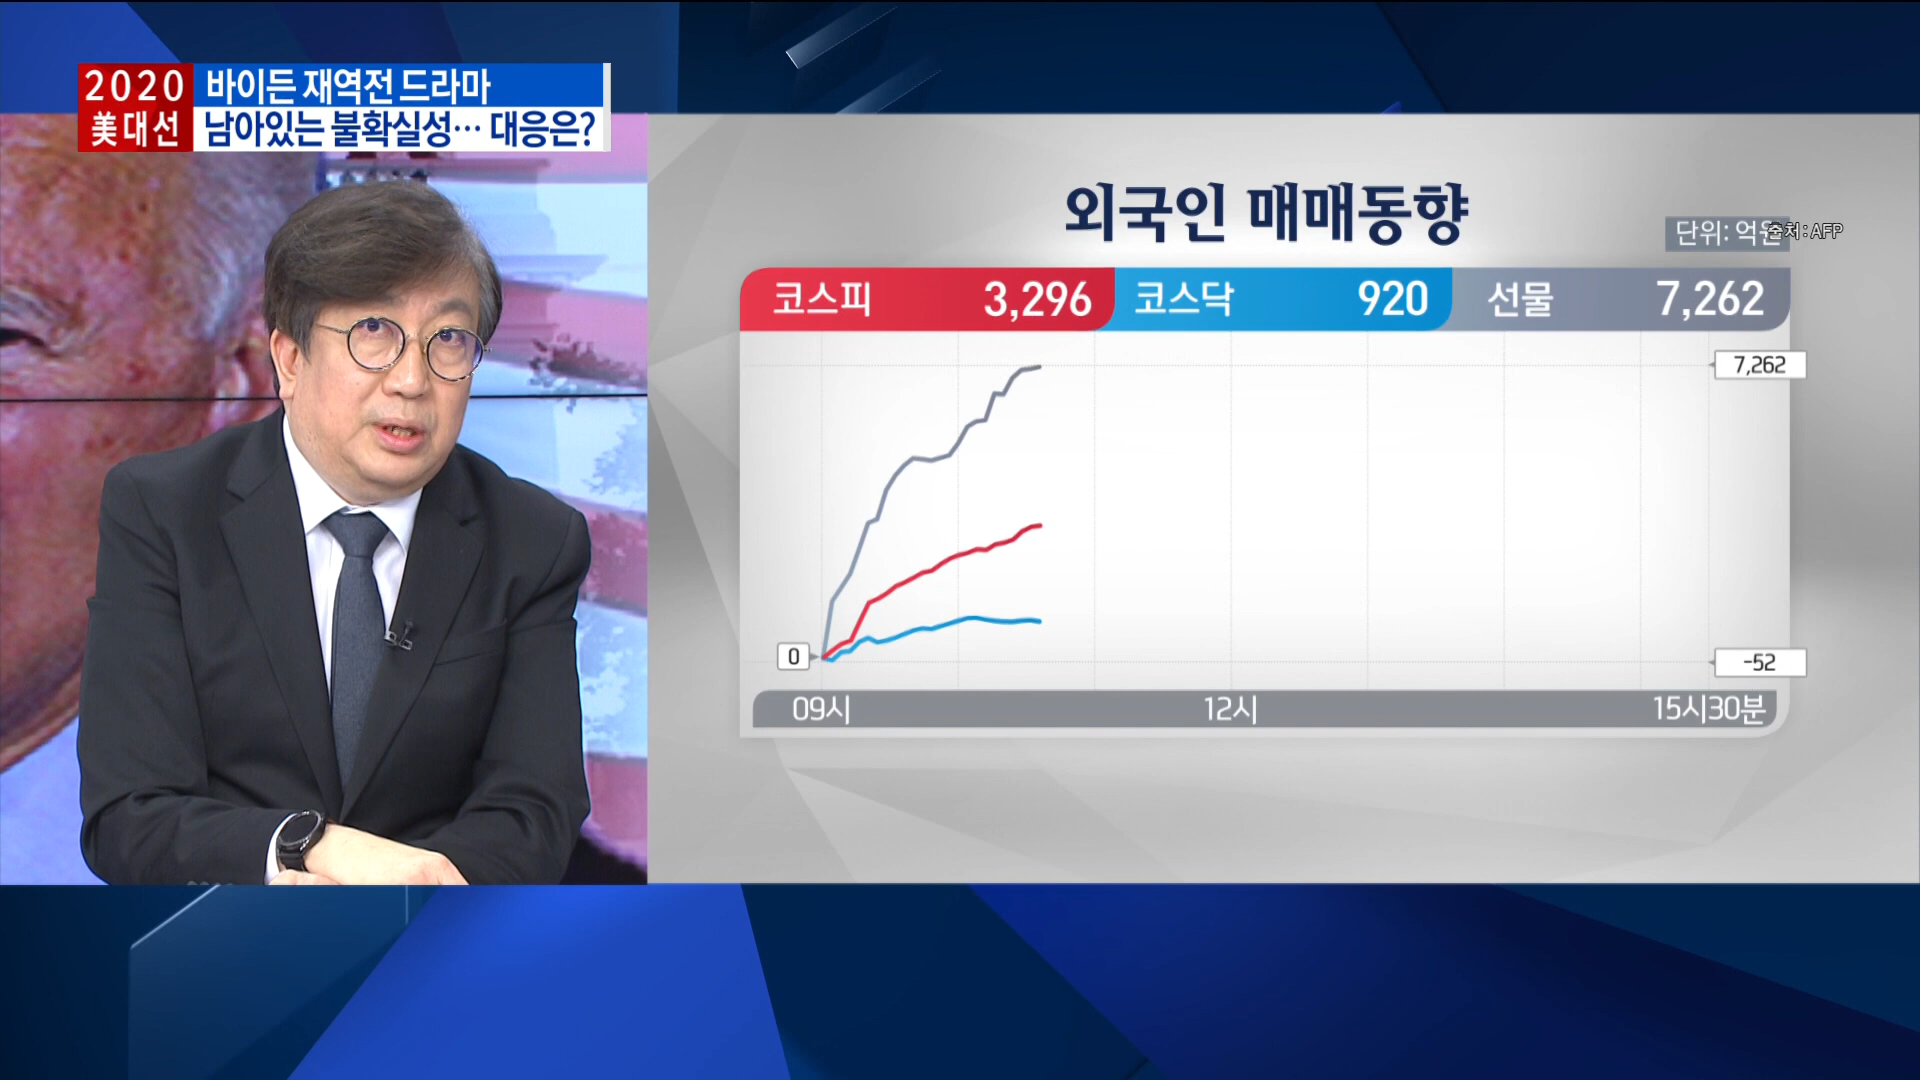 2020 바이든 재역전 드라마
美대선 남아있는 불확실성… 대응은?
외국인 매매동향
단위: 억원
출처:AFP
코스피 3,296 코스닥 920 선물 7,262
7,262
0
-52
09시 12시 15시30분